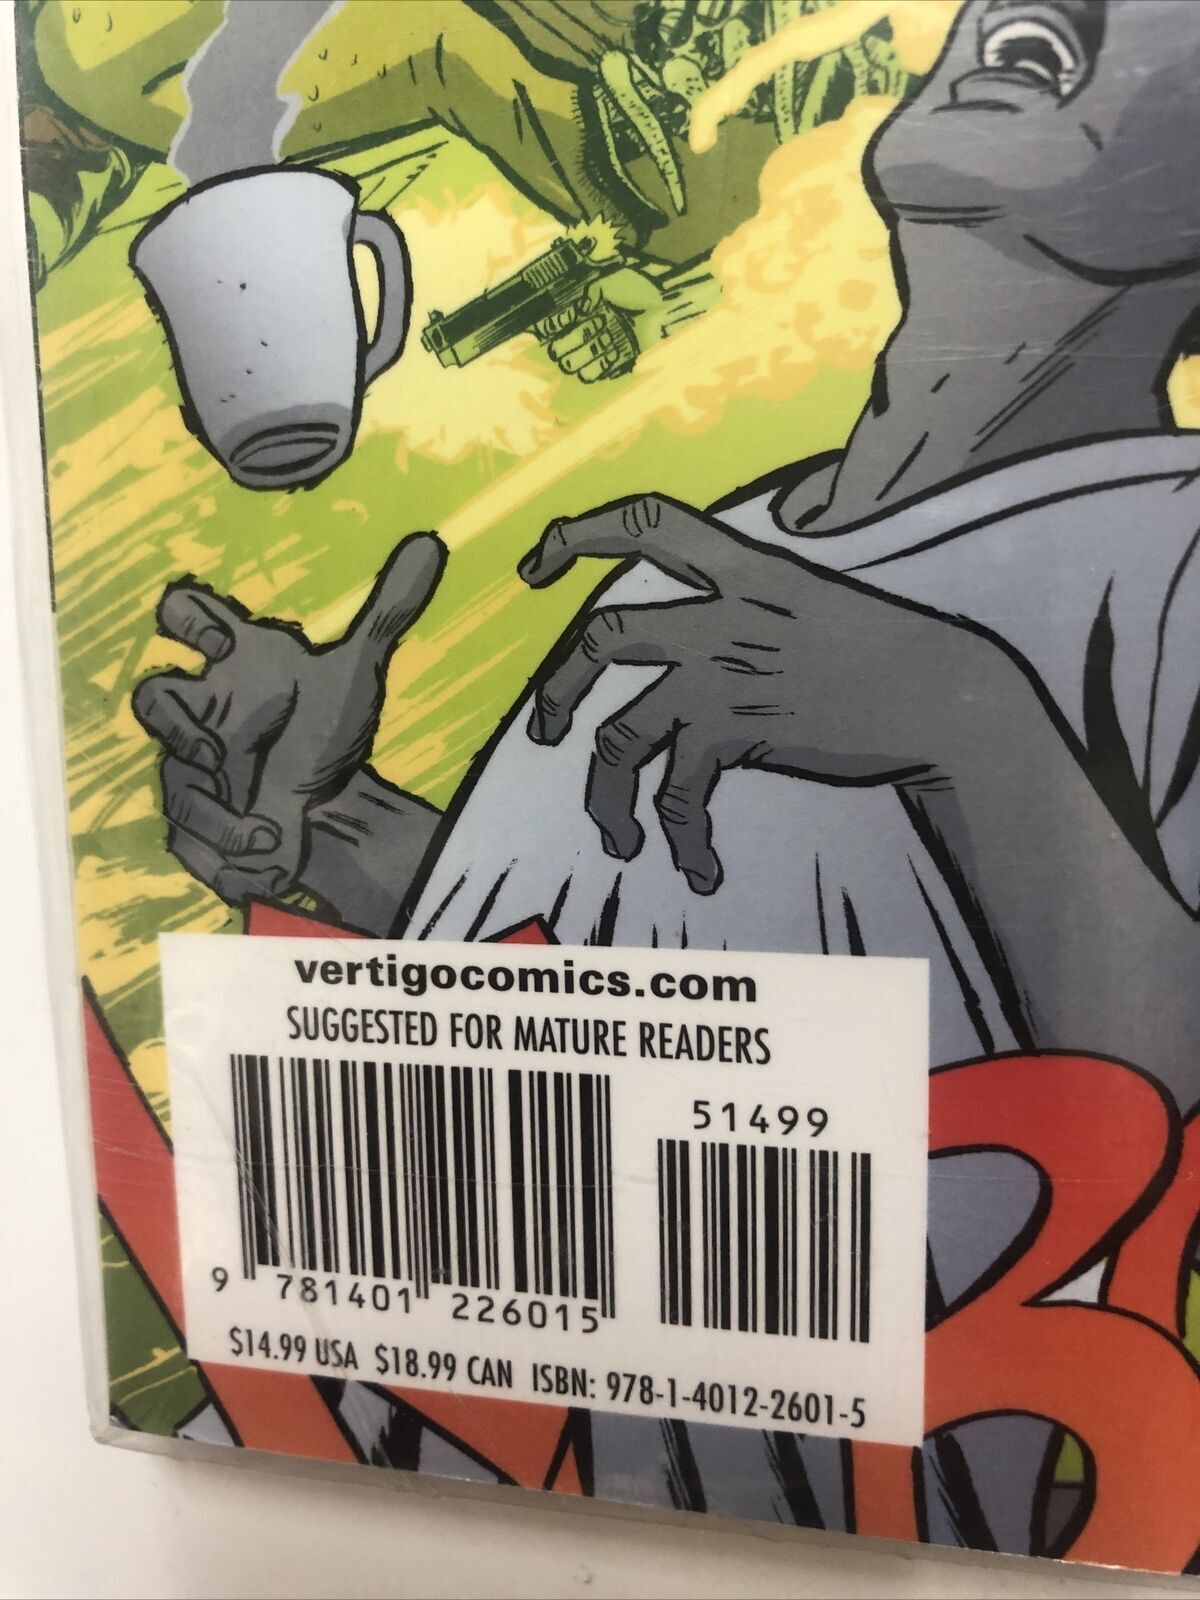 vertigocomics.com
SUGGESTED FOR MATURE READERS
51499
9 781401 226015
$14.99 USA $18.99 CAN ISBN: 978-1-4012-2601-5